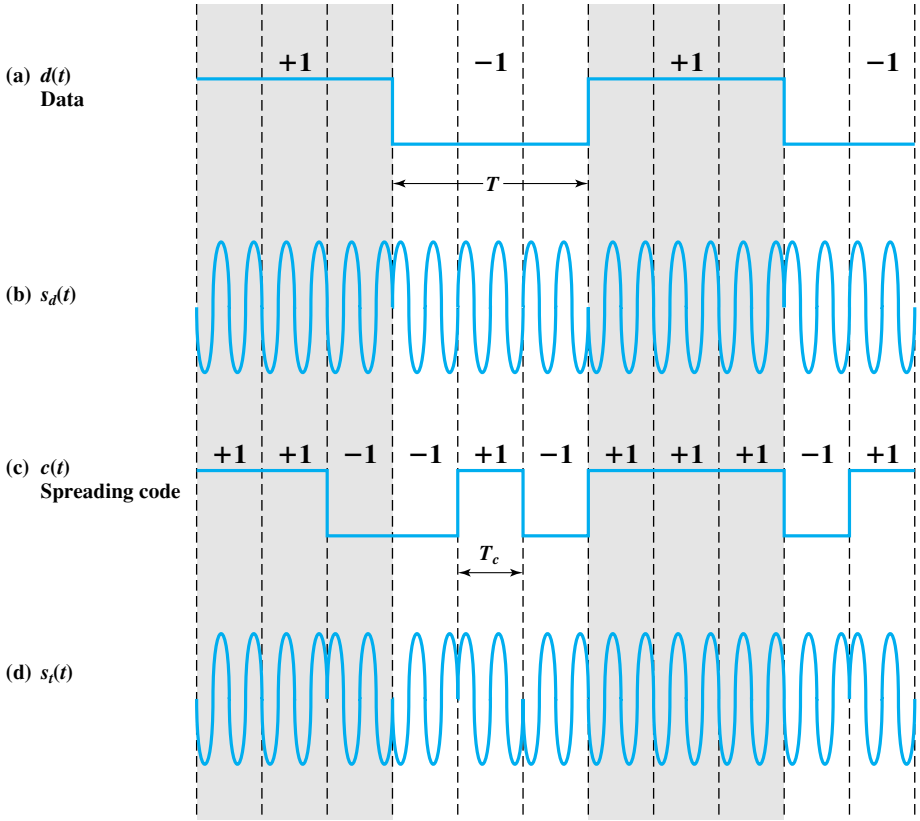 +1 −1 +1 −1
(a) d(t)
Data
T
(b) s_d(t)
+1 +1 −1 −1 +1 −1 +1 +1 +1 −1 +1
(c) c(t)
Spreading code
T_c
(d) s_t(t)